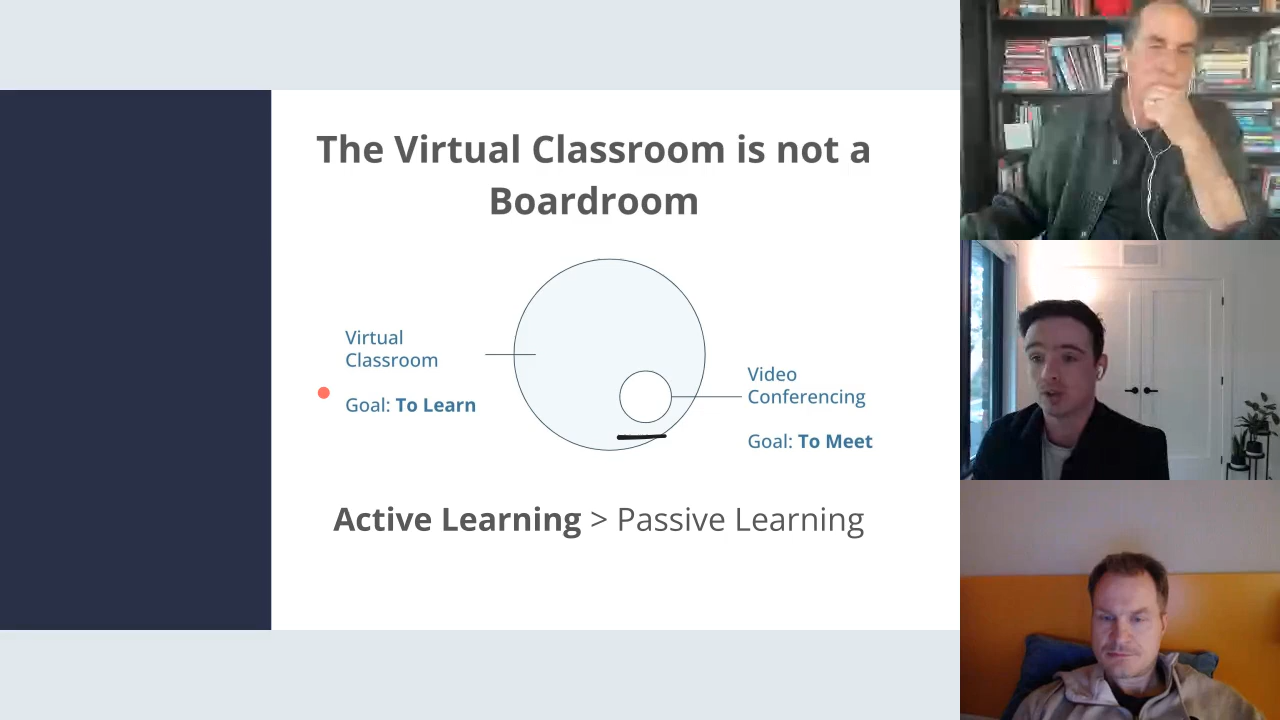 The Virtual Classroom is not a
Boardroom
Virtual
Classroom
Goal: To Learn
Video
Conferencing
Goal: To Meet
Active Learning > Passive Learning